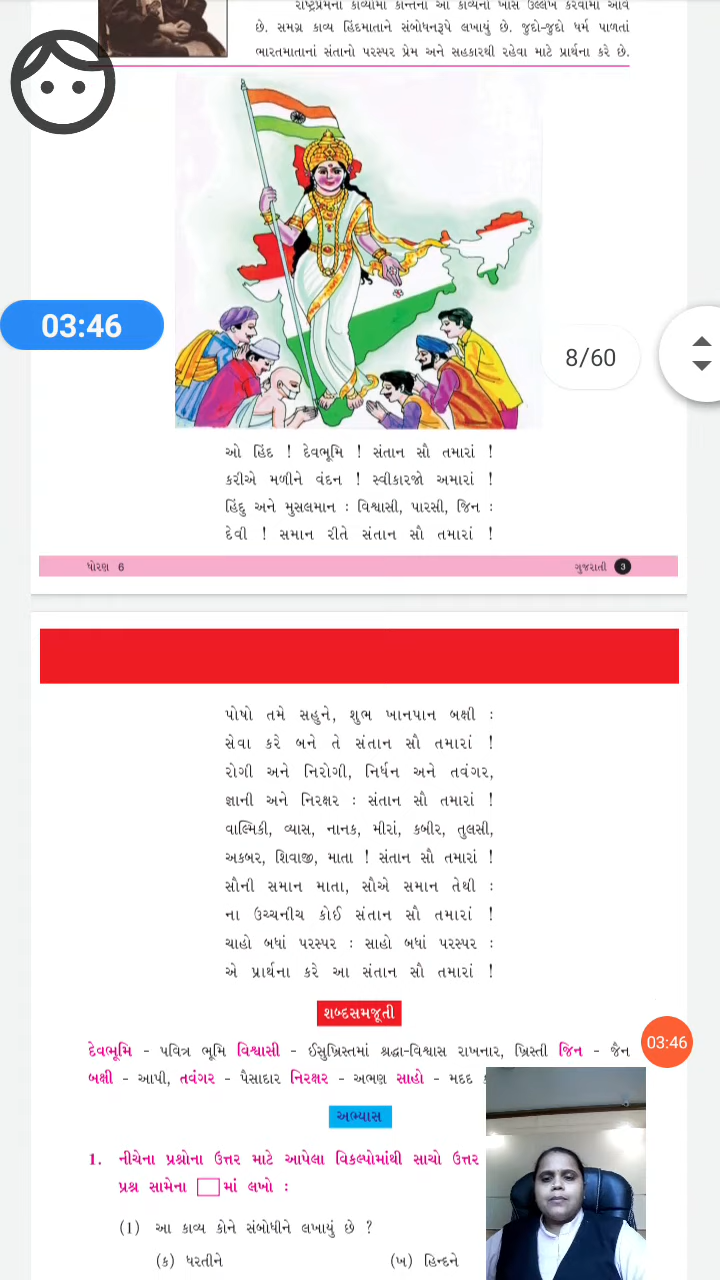 રાષ્ટ્રપ્રેમનાં કાવ્યોમાં કાન્તના આ કાવ્યનો ખાસ ઉલ્લેખ કરવામાં આવે
છે. સમગ્ર કાવ્ય હિંદમાતાને સંબોધનરૂપે લખાયું છે. જુદો-જુદો ધર્મ પાળતાં
ભારતમાતાનાં સંતાનો પરસ્પર પ્રેમ અને સહકારથી રહેવા માટે પ્રાર્થના કરે છે.
03:46
8/60
ઓ હિંદ ! દેવભૂમિ ! સંતાન સૌ તમારાં !
કરીએ મળીને વંદન ! સ્વીકારજો અમારાં !
હિંદુ અને મુસલમાન : વિશ્વાસી, પારસી, જિન :
દેવી ! સમાન રીતે સંતાન સૌ તમારાં !
ધોરણ 6
ગુજરાતી 3
પોષો તમે સહુને, શુભ ખાનપાન બક્ષી :
સેવા કરે બને તે સંતાન સૌ તમારાં !
રોગી અને નિરોગી, નિર્ધન અને તવંગર,
જ્ઞાની અને નિરક્ષર : સંતાન સૌ તમારાં !
વાલ્મિકી, વ્યાસ, નાનક, મીરાં, કબીર, તુલસી,
અકબર, શિવાજી, માતા ! સંતાન સૌ તમારાં !
સૌની સમાન માતા, સૌએ સમાન તેથી :
ના ઉચ્ચનીચ કોઈ સંતાન સૌ તમારાં !
ચાહો બધાં પરસ્પર : સાહો બધાં પરસ્પર :
એ પ્રાર્થના કરે આ સંતાન સૌ તમારાં !
શબ્દસમજૂતી
દેવભૂમિ - પવિત્ર ભૂમિ વિશ્વાસી - ઈસુખ્રિસ્તમાં શ્રદ્ધા-વિશ્વાસ રાખનાર, ખ્રિસ્તી જિન - જૈન
03:46
બક્ષી - આપી, તવંગર - પૈસાદાર નિરક્ષર - અભણ સાહો - મદદ
અભ્યાસ
1. નીચેના પ્રશ્નોના ઉત્તર માટે આપેલા વિકલ્પોમાંથી સાચો ઉત્તર
પ્રશ્ન સામેના માં લખો :
(1) આ કાવ્ય કોને સંબોધીને લખાયું છે ?
(ક) ધરતીને
(ખ) હિન્દને